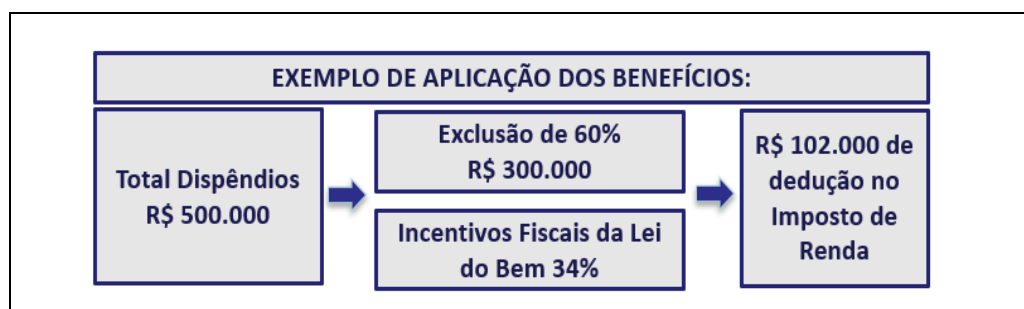 EXEMPLO DE APLICAÇÃO DOS BENEFÍCIOS:
Total Dispêndios
R$ 500.000
Exclusão de 60%
R$ 300.000
Incentivos Fiscais da Lei
do Bem 34%
R$ 102.000 de
dedução no
Imposto de
Renda